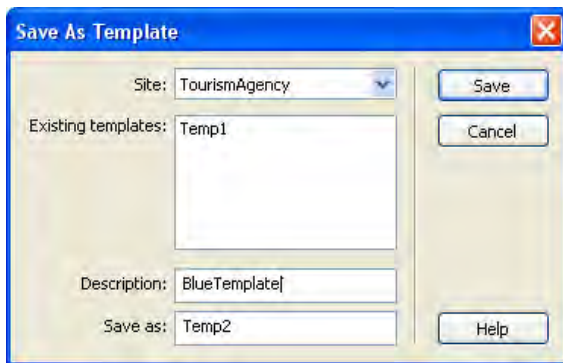 Save As Template
Site: TourismAgency Save
Existing templates: Temp1 Cancel
Description: BlueTemplate
Save as: Temp2 Help